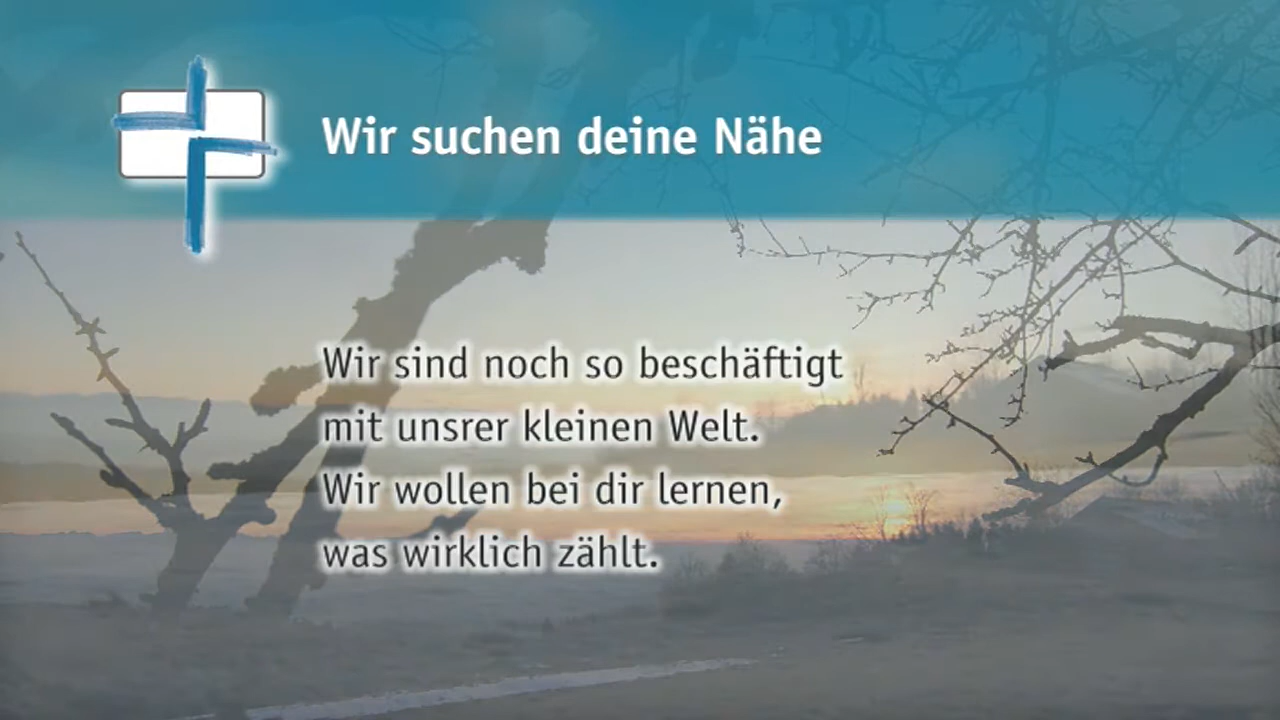 Wir suchen deine Nähe
Wir sind noch so beschäftigt
mit unsrer kleinen Welt.
Wir wollen bei dir lernen,
was wirklich zählt.